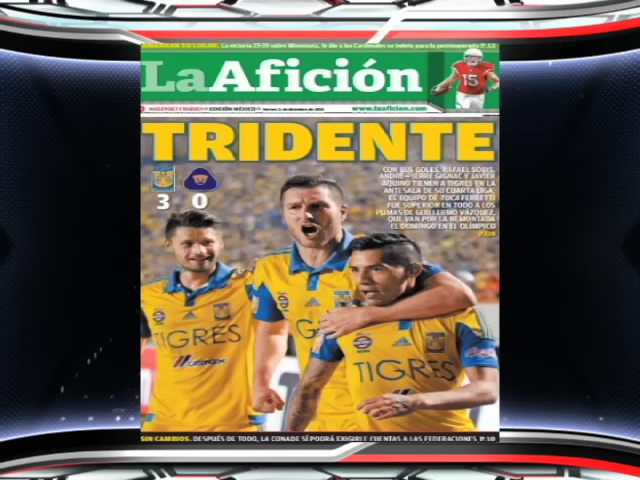 La victoria 23-20 sobre Minnesota, le dio a los Cardenales su boleto para la postemporada P. 12
LaAfición
15
EDICIÓN MÉXICO
www.laaficion.com
TRIDENTE
CON SUS GOLES, RAFAEL SOBIS,
ANDRÉ-PIERRE GIGNAC Y JAVIER
AQUINO TIENEN A TIGRES EN LA
ANTESALA DE SU CUARTA LIGA;
EL EQUIPO DE TUCA FERRETTI
FUE SUPERIOR EN TODO A LOS
PUMAS DE GUILLERMO VÁZQUEZ,
QUE VAN POR LA REMONTADA
EL DOMINGO EN EL OLÍMPICO
3 0
TIGRES
TIGRES
SIN CAMBIOS. DESPUÉS DE TODO, LA CONADE SÍ PODRÁ EXIGIRLE CUENTAS A LAS FEDERACIONES P. 10